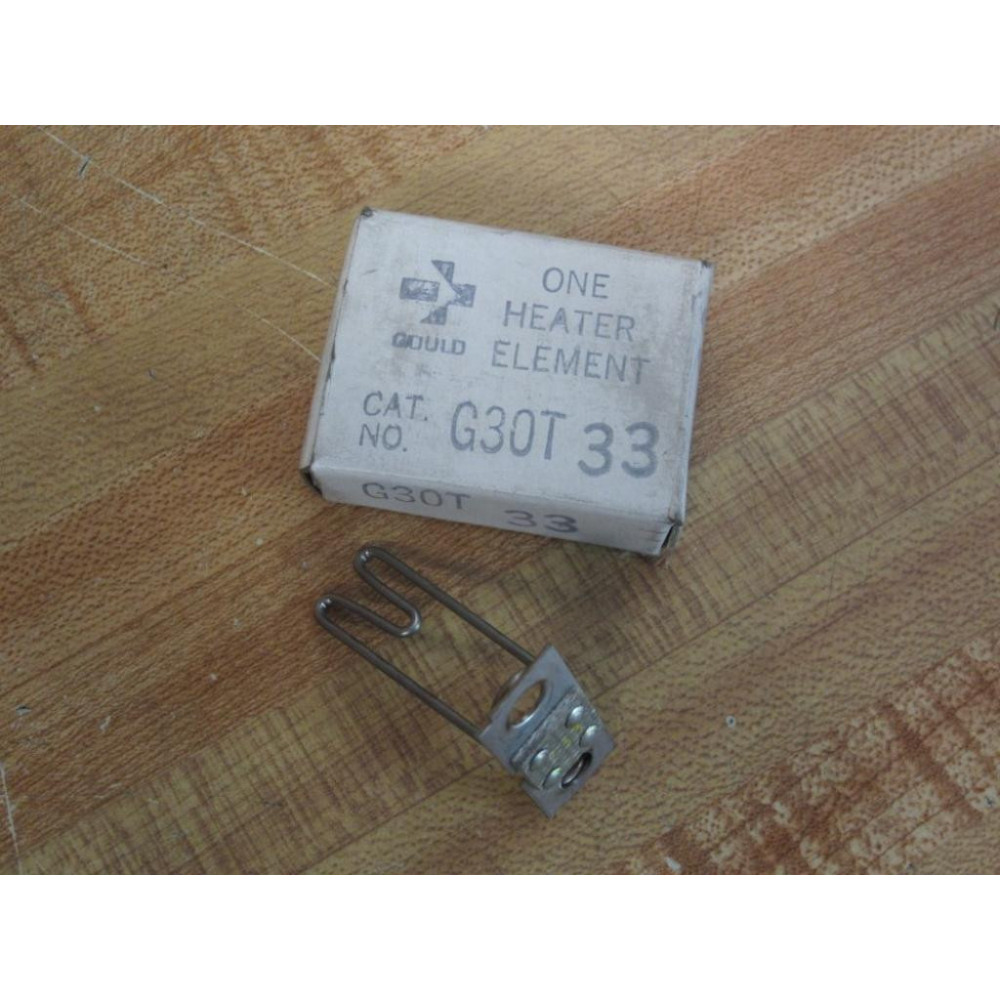 GOULD
ONE
HEATER
ELEMENT
CAT.
NO. G30T 33
G30T 33